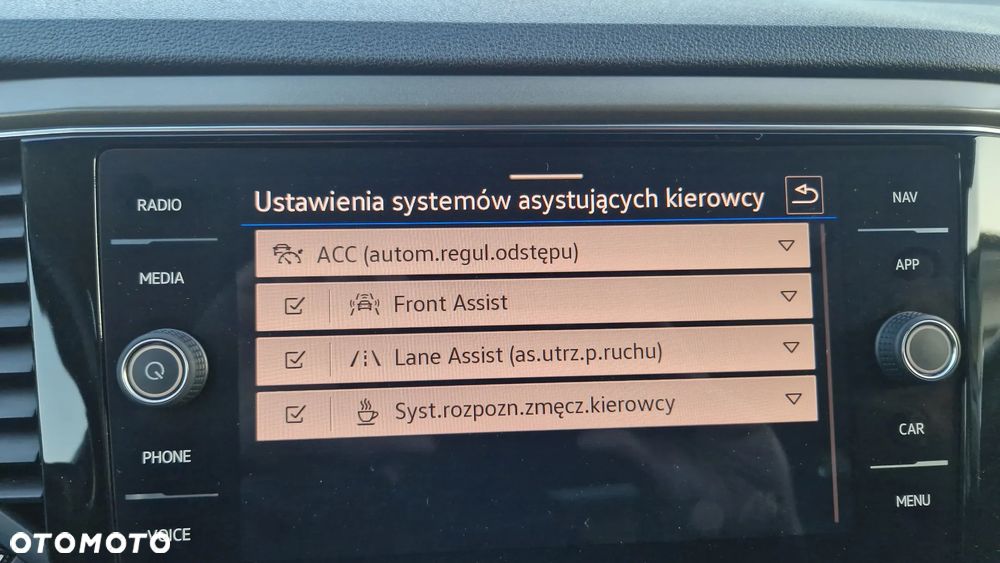 Ustawienia systemów asystujących kierowcy
ACC (autom.regul.odstępu)
Front Assist
Lane Assist (as.utrz.p.ruchu)
Syst.rozpozn.zmęcz.kierowcy
RADIO
MEDIA
PHONE
VOICE
NAV
APP
CAR
MENU
OTOMOTO